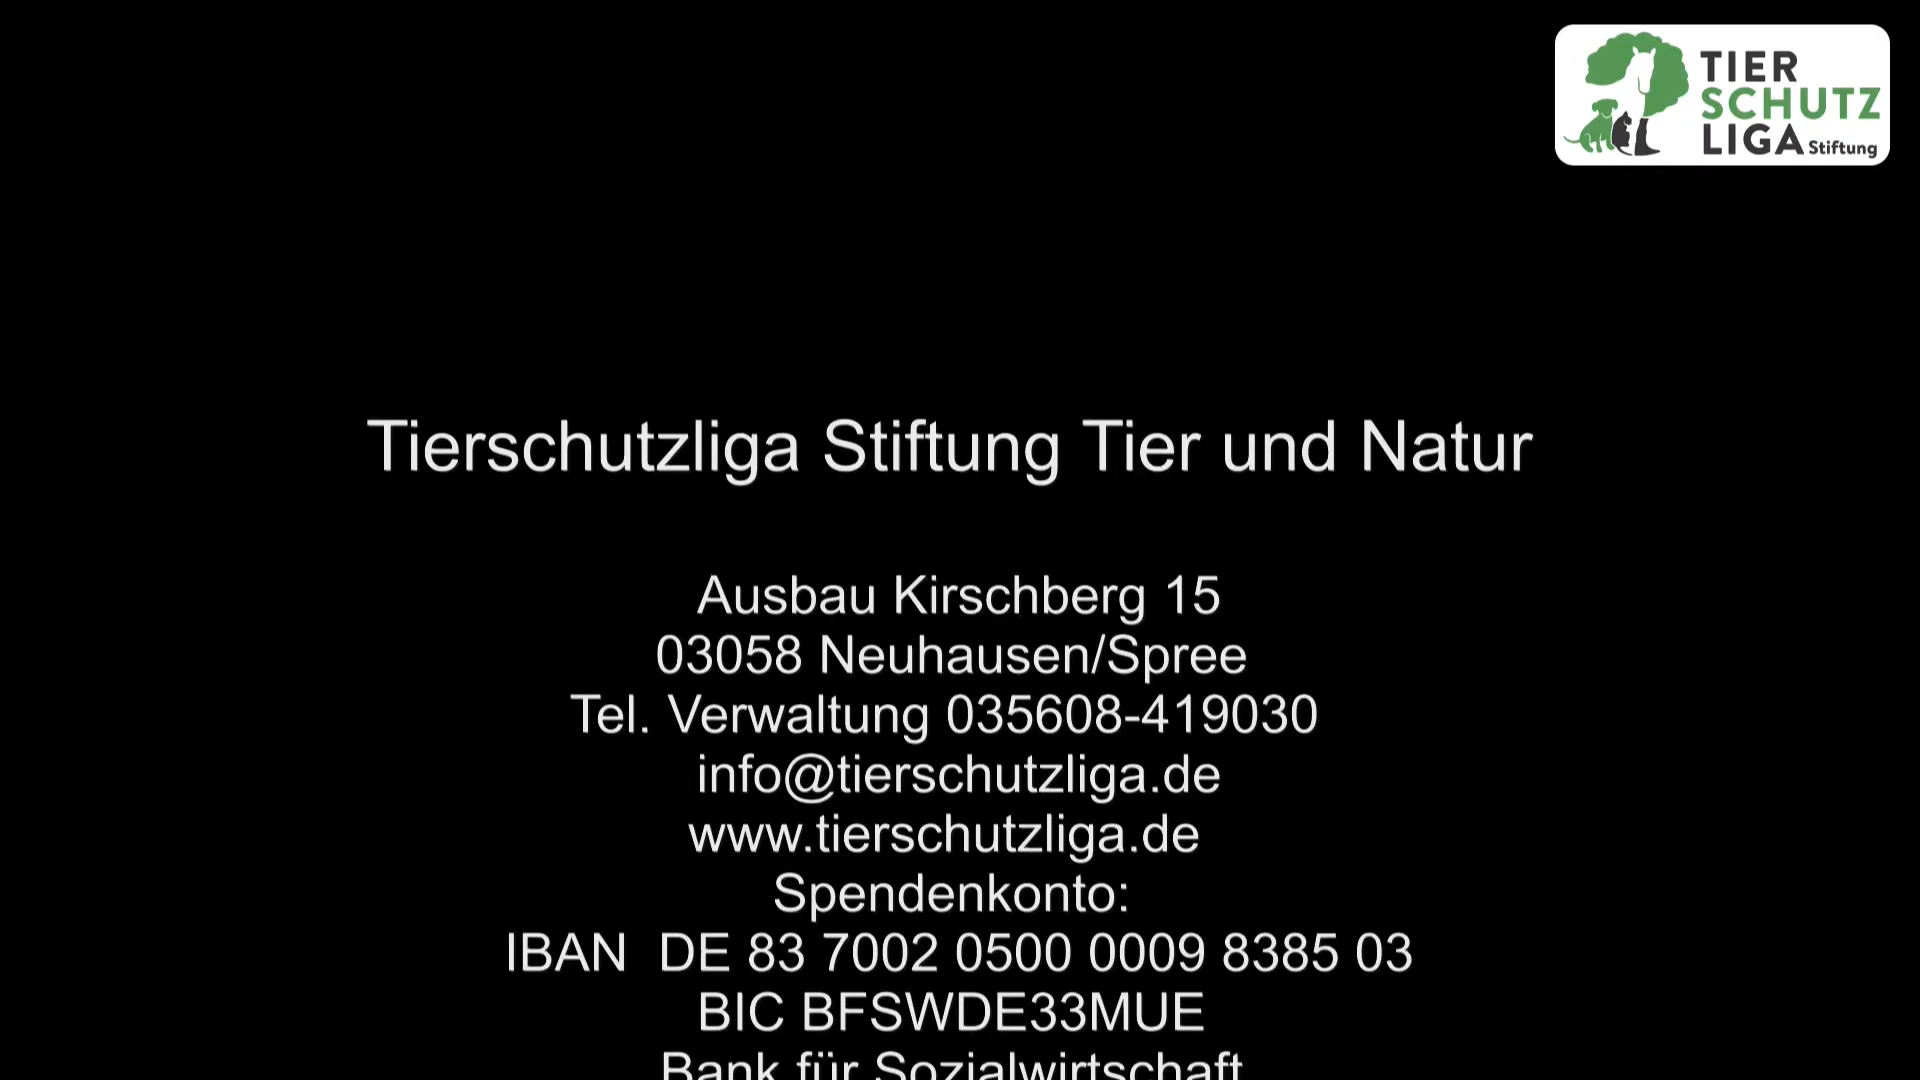 TIER
SCHUTZ
LIGA Stiftung
Tierschutzliga Stiftung Tier und Natur
Ausbau Kirschberg 15
03058 Neuhausen/Spree
Tel. Verwaltung 035608-419030
info@tierschutzliga.de
www.tierschutzliga.de
Spendenkonto:
IBAN  DE 83 7002 0500 0009 8385 03
BIC BFSWDE33MUE
Bank für Sozialwirtschaft